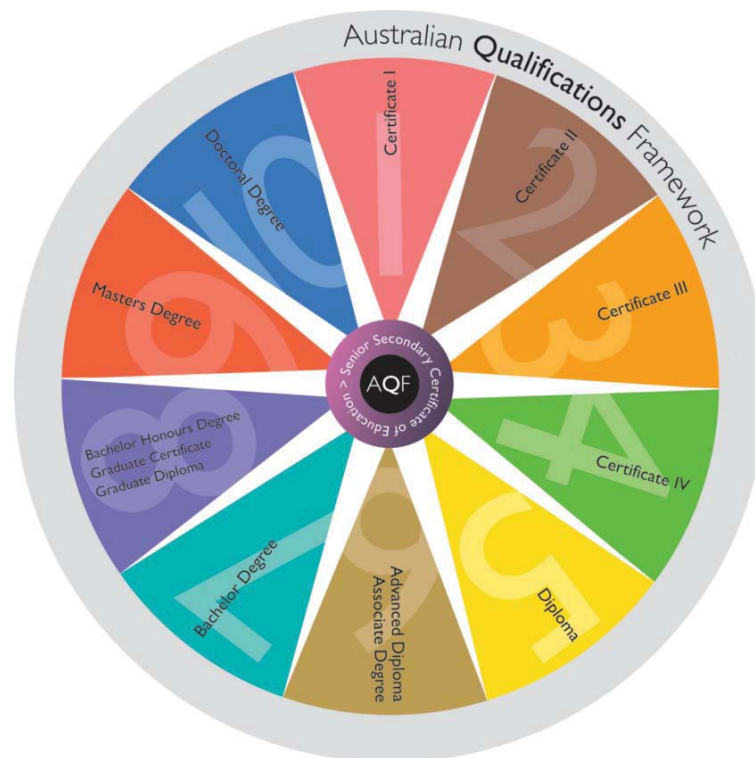 Australian Qualifications Framework
1
Certificate I
2
Certificate II
3
Certificate III
4
Certificate IV
5
Diploma
6
Advanced Diploma
Associate Degree
7
Bachelor Degree
8
Bachelor Honours Degree
Graduate Certificate
Graduate Diploma
9
Masters Degree
10
Doctoral Degree
Senior Secondary Certificate of Education >
AQF